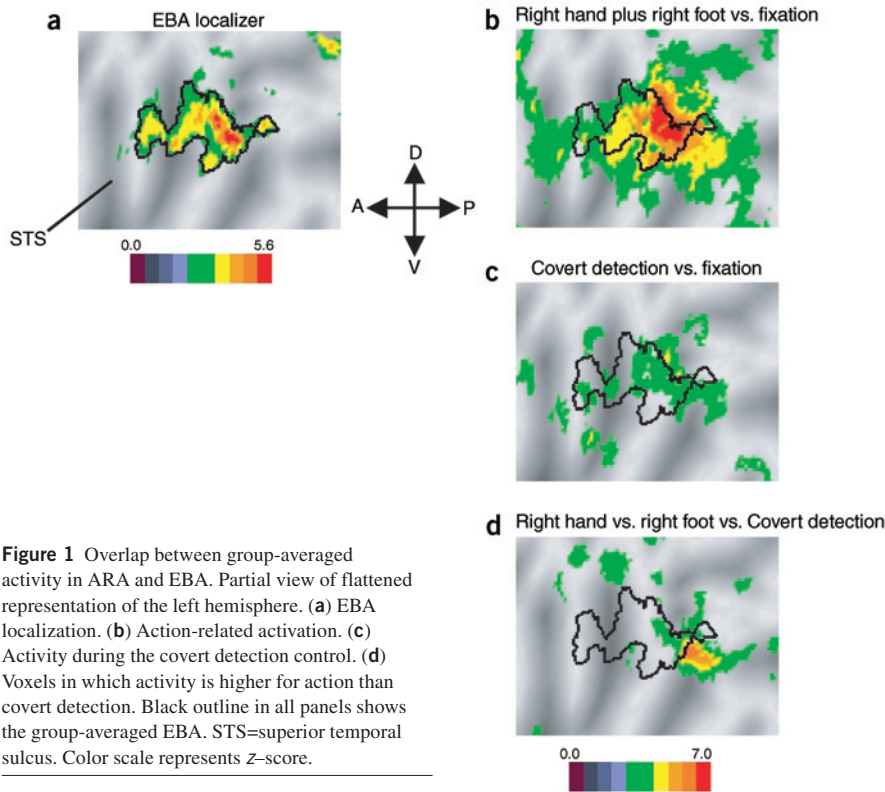 a
EBA localizer
STS
0.0 5.6
D
A P
V
b
Right hand plus right foot vs. fixation
c
Covert detection vs. fixation
d
Right hand vs. right foot vs. Covert detection
0.0 7.0
Figure 1 Overlap between group-averaged
activity in ARA and EBA. Partial view of flattened
representation of the left hemisphere. (a) EBA
localization. (b) Action-related activation. (c)
Activity during the covert detection control. (d)
Voxels in which activity is higher for action than
covert detection. Black outline in all panels shows
the group-averaged EBA. STS=superior temporal
sulcus. Color scale represents z–score.